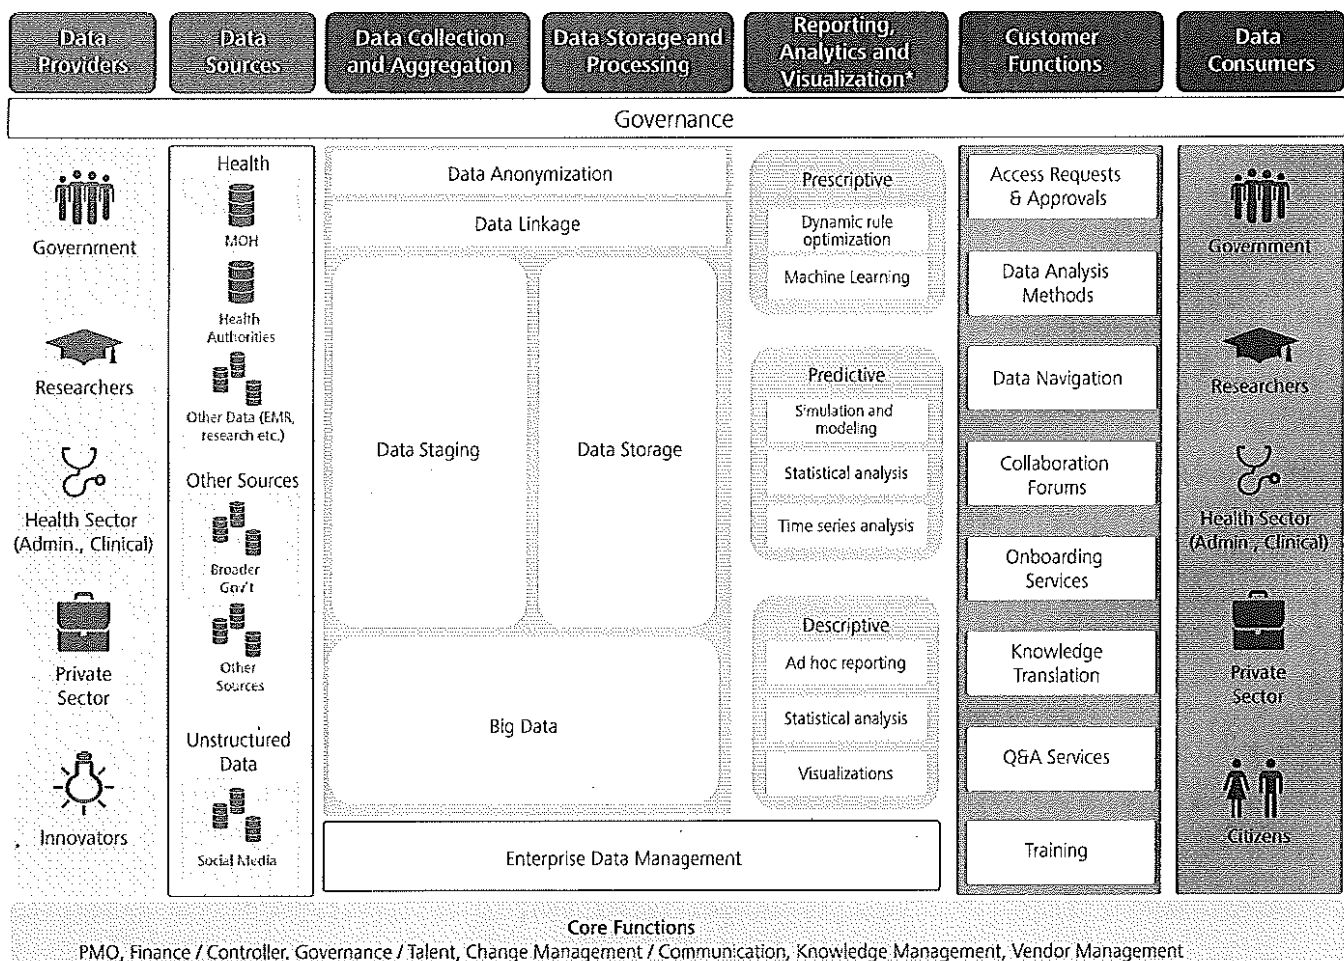 Data
Providers
Data
Sources
Data Collection
and Aggregation
Data Storage and
Processing
Reporting,
Analytics and
Visualization*
Customer
Functions
Data
Consumers
Governance
Government
Researchers
Health Sector
(Admin., Clinical)
Private
Sector
Innovators
Health
MOH
Health
Authorities
Other Data (EMR,
research etc.)
Other Sources
Broader
Gov't
Other
Sources
Unstructured
Data
Social Media
Data Anonymization
Data Linkage
Data Staging
Data Storage
Big Data
Enterprise Data Management
Prescriptive
Dynamic rule
optimization
Machine Learning
Predictive
Simulation and
modeling
Statistical analysis
Time series analysis
Descriptive
Ad hoc reporting
Statistical analysis
Visualizations
Access Requests
& Approvals
Data Analysis
Methods
Data Navigation
Collaboration
Forums
Onboarding
Services
Knowledge
Translation
Q&A Services
Training
Government
Researchers
Health Sector
(Admin., Clinical)
Private
Sector
Citizens
Core Functions
PMO, Finance / Controller, Governance / Talent, Change Management / Communication, Knowledge Management, Vendor Management